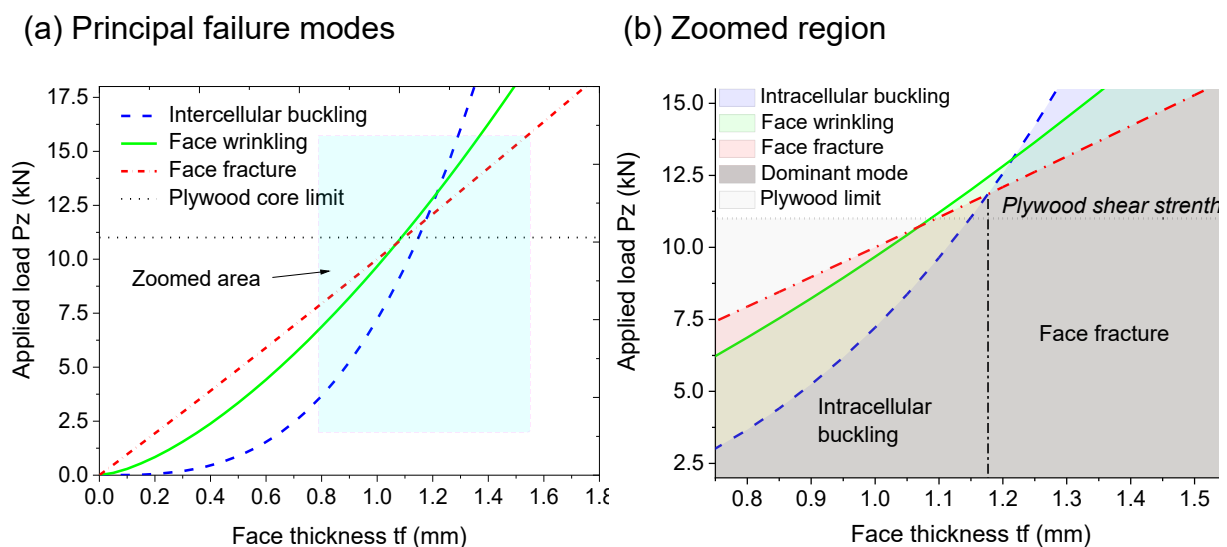 (a) Principal failure modes
17.5
15.0
12.5
10.0
7.5
5.0
2.5
0.0
Applied load Pz (kN)
Intercellular buckling
Face wrinkling
Face fracture
Plywood core limit
Zoomed area
0.0 0.2 0.4 0.6 0.8 1.0 1.2 1.4 1.6 1.8
Face thickness tf (mm)
(b) Zoomed region
15.0
12.5
10.0
7.5
5.0
2.5
Applied load Pz (kN)
Intracellular buckling
Face wrinkling
Face fracture
Dominant mode
Plywood limit
Plywood shear strenth
Face fracture
Intracellular
buckling
0.8 0.9 1.0 1.1 1.2 1.3 1.4 1.5
Face thickness tf (mm)